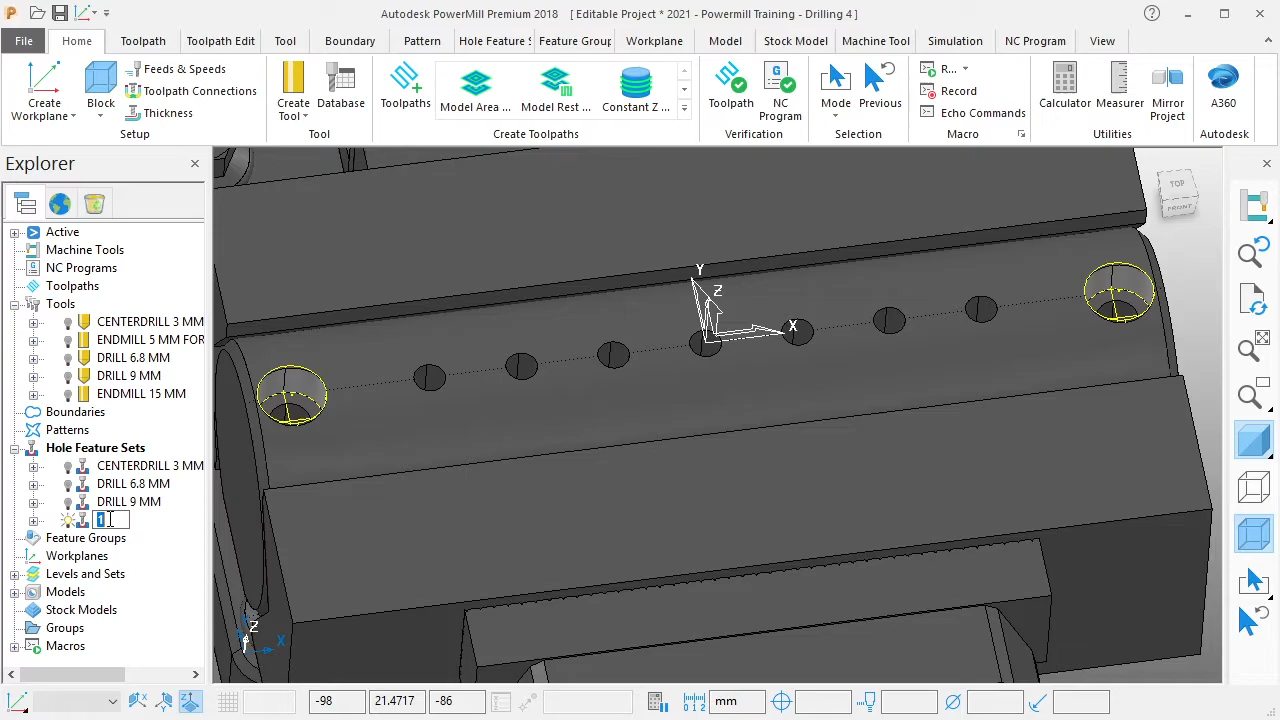 Autodesk PowerMill Premium 2018 [ Editable Project * 2021 - Powermill Training - Drilling 4 ]
File Home Toolpath Toolpath Edit Tool Boundary Pattern Hole Feature S Feature Group Workplane Model Stock Model Machine Tool Simulation NC Program View
Create Workplane
Block
Feeds & Speeds
Toolpath Connections
Thickness
Setup
Create Tool
Database
Tool
Toolpaths
Model Area ...
Model Rest ...
Constant Z ...
Create Toolpaths
Toolpath
NC Program
Verification
Mode
Previous
Selection
R...
Record
Echo Commands
Macro
Calculator
Measurer
Mirror Project
Utilities
A360
Autodesk
Explorer
Active
Machine Tools
NC Programs
Toolpaths
Tools
CENTERDRILL 3 MM
ENDMILL 5 MM FOR
DRILL 6.8 MM
DRILL 9 MM
ENDMILL 15 MM
Boundaries
Patterns
Hole Feature Sets
CENTERDRILL 3 MM
DRILL 6.8 MM
DRILL 9 MM
1
Feature Groups
Workplanes
Levels and Sets
Models
Stock Models
Groups
Macros
Y
Z
X
TOP
FRONT
Z
X
-98 21.4717 -86 mm